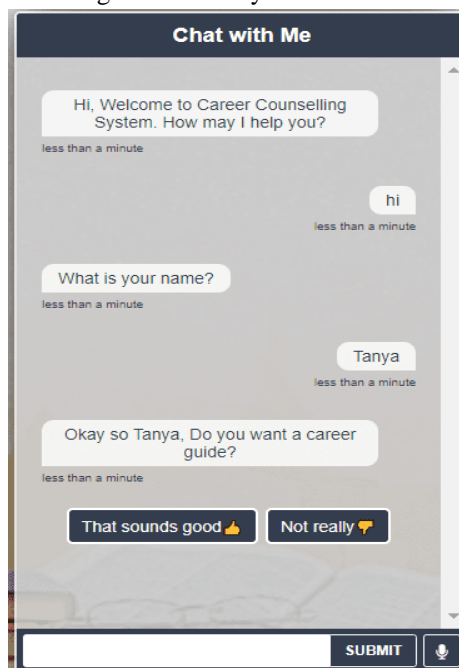 Chat with Me
Hi, Welcome to Career Counselling
System. How may I help you?
less than a minute
hi
less than a minute
What is your name?
less than a minute
Tanya
less than a minute
Okay so Tanya, Do you want a career
guide?
less than a minute
That sounds good👍 Not really👎
SUBMIT